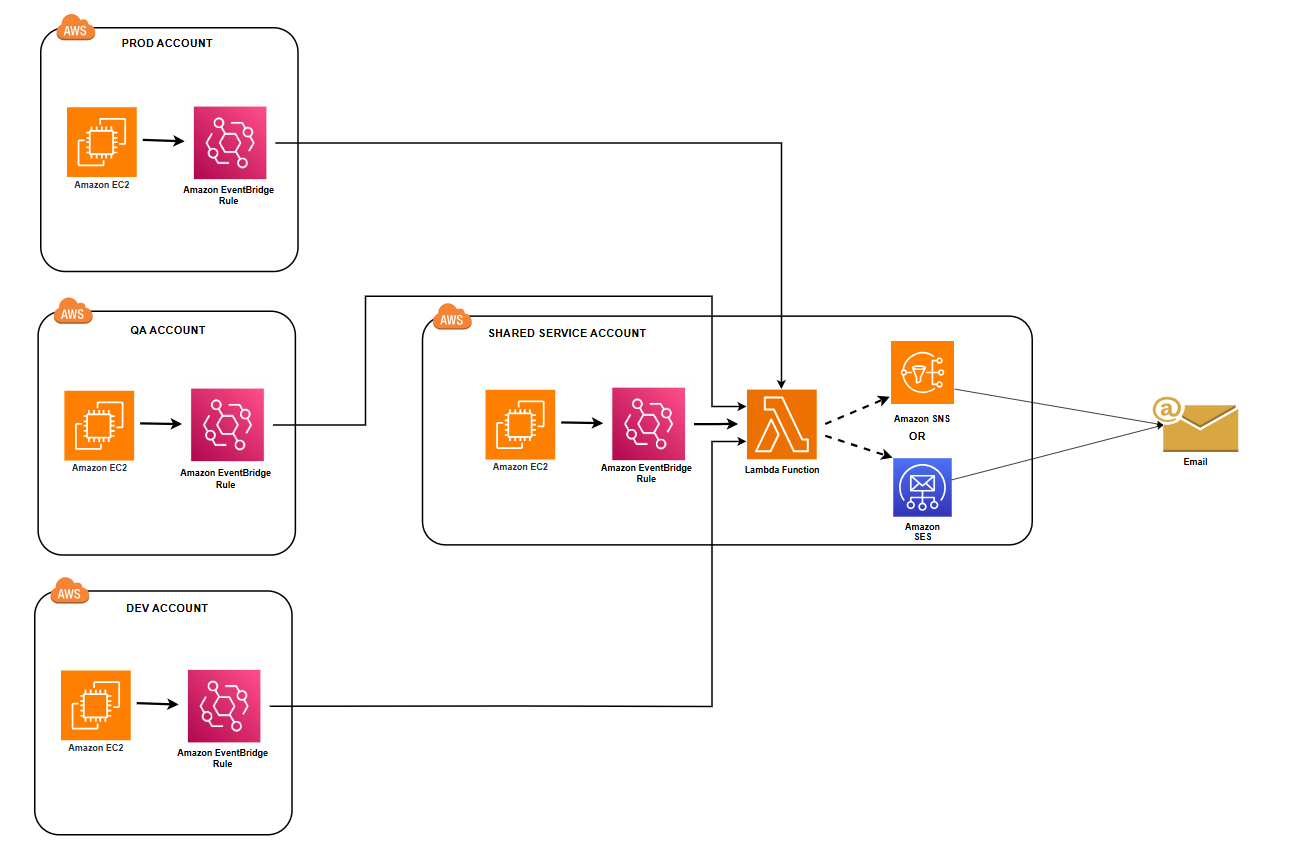 AWS
PROD ACCOUNT
Amazon EC2
Amazon EventBridge
Rule
AWS
QA ACCOUNT
Amazon EC2
Amazon EventBridge
Rule
AWS
SHARED SERVICE ACCOUNT
Amazon EC2
Amazon EventBridge
Rule
Lambda Function
Amazon SNS
OR
Amazon
SES
@
Email
AWS
DEV ACCOUNT
Amazon EC2
Amazon EventBridge
Rule